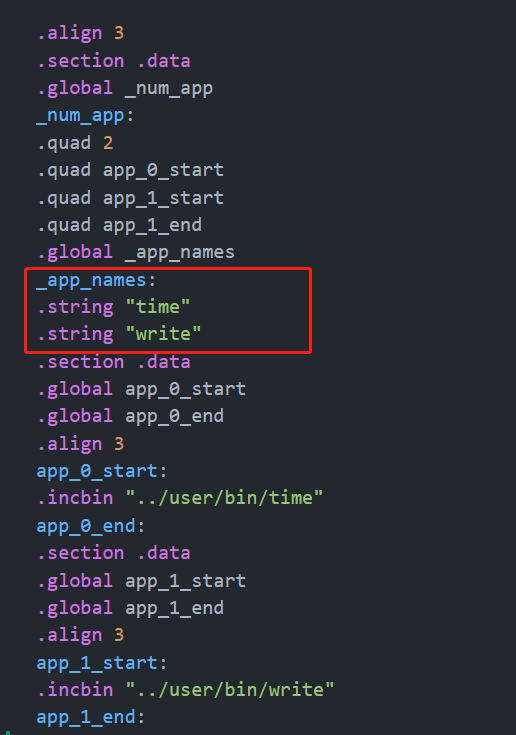 .align 3
.section .data
.global _num_app
_num_app:
.quad 2
.quad app_0_start
.quad app_1_start
.quad app_1_end
.global _app_names
_app_names:
.string "time"
.string "write"
.section .data
.global app_0_start
.global app_0_end
.align 3
app_0_start:
.incbin "../user/bin/time"
app_0_end:
.section .data
.global app_1_start
.global app_1_end
.align 3
app_1_start:
.incbin "../user/bin/write"
app_1_end: